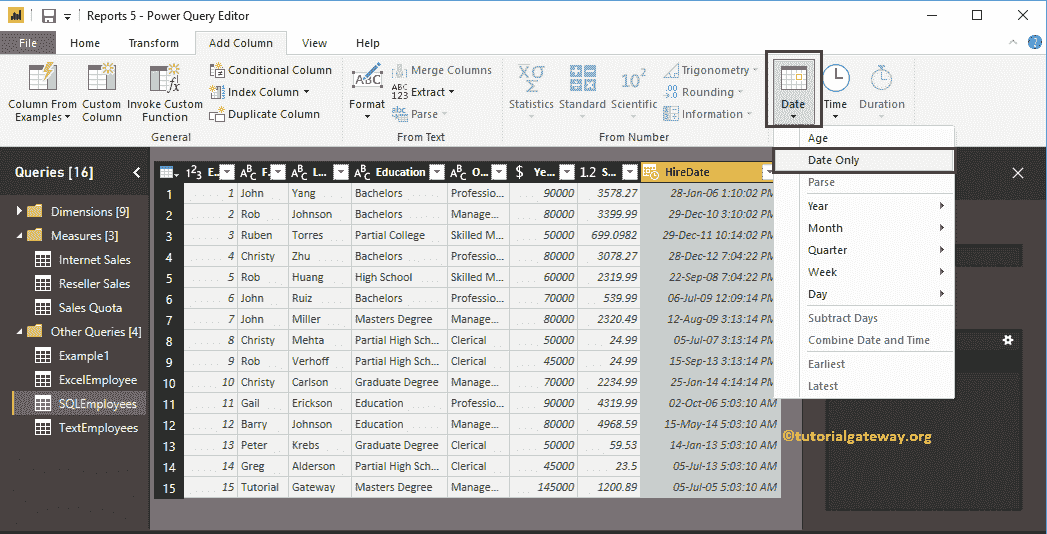 Reports 5 - Power Query Editor
File Home Transform Add Column View Help
Column From Examples
Custom Column
Invoke Custom Function
Conditional Column
Index Column
Duplicate Column
General
Format
Merge Columns
ABC 123 Extract
abc Parse
From Text
XΣ σ Statistics
Standard
10² Scientific
Trigonometry
.00 →.0 Rounding
Information
From Number
Date
Time
Duration
Age
Date Only
Parse
Year
Month
Quarter
Week
Day
Subtract Days
Combine Date and Time
Earliest
Latest
Queries [16]
Dimensions [9]
Measures [3]
Internet Sales
Reseller Sales
Sales Quota
Other Queries [4]
Example1
ExcelEmployee
SQLEmployees
TextEmployees
1²3 E... ABC F... ABC L... ABC Education ABC O... $ Ye... 1.2 S... HireDate
1 1 John Yang Bachelors Professio... 90000 3578.27 28-Jan-06 1:10:02 PM
2 2 Rob Johnson Bachelors Manage... 80000 3399.99 29-Dec-10 3:10:02 PM
3 3 Ruben Torres Partial College Skilled M... 50000 699.0982 29-Dec-11 10:14:02 PM
4 4 Christy Zhu Bachelors Professio... 80000 3078.27 28-Dec-12 7:04:22 PM
5 5 Rob Huang High School Skilled M... 60000 2319.99 22-Sep-08 7:04:22 PM
6 6 John Ruiz Bachelors Professio... 70000 539.99 06-Jul-09 12:09:14 PM
7 7 John Miller Masters Degree Manage... 80000 2320.49 12-Aug-09 3:13:14 PM
8 8 Christy Mehta Partial High Sch... Clerical 50000 24.99 05-Jul-07 3:13:14 PM
9 9 Rob Verhoff Partial High Sch... Clerical 45000 24.99 15-Sep-13 3:13:14 PM
10 10 Christy Carlson Graduate Degree Manage... 70000 2234.99 25-Jan-14 4:14:14 PM
11 11 Gail Erickson Education Professio... 90000 4319.99 02-Oct-06 5:03:10 AM
12 12 Barry Johnson Education Manage... 80000 4968.59 15-May-14 5:03:10 AM
13 13 Peter Krebs Graduate Degree Clerical 50000 59.53 14-Jan-13 5:03:10 AM
14 14 Greg Alderson Partial High Sch... Clerical 45000 23.5 05-Jul-13 5:03:10 AM
15 15 Tutorial Gateway Masters Degree Manage... 145000 1200.89 05-Jul-05 5:03:10 AM
©tutorialgateway.org